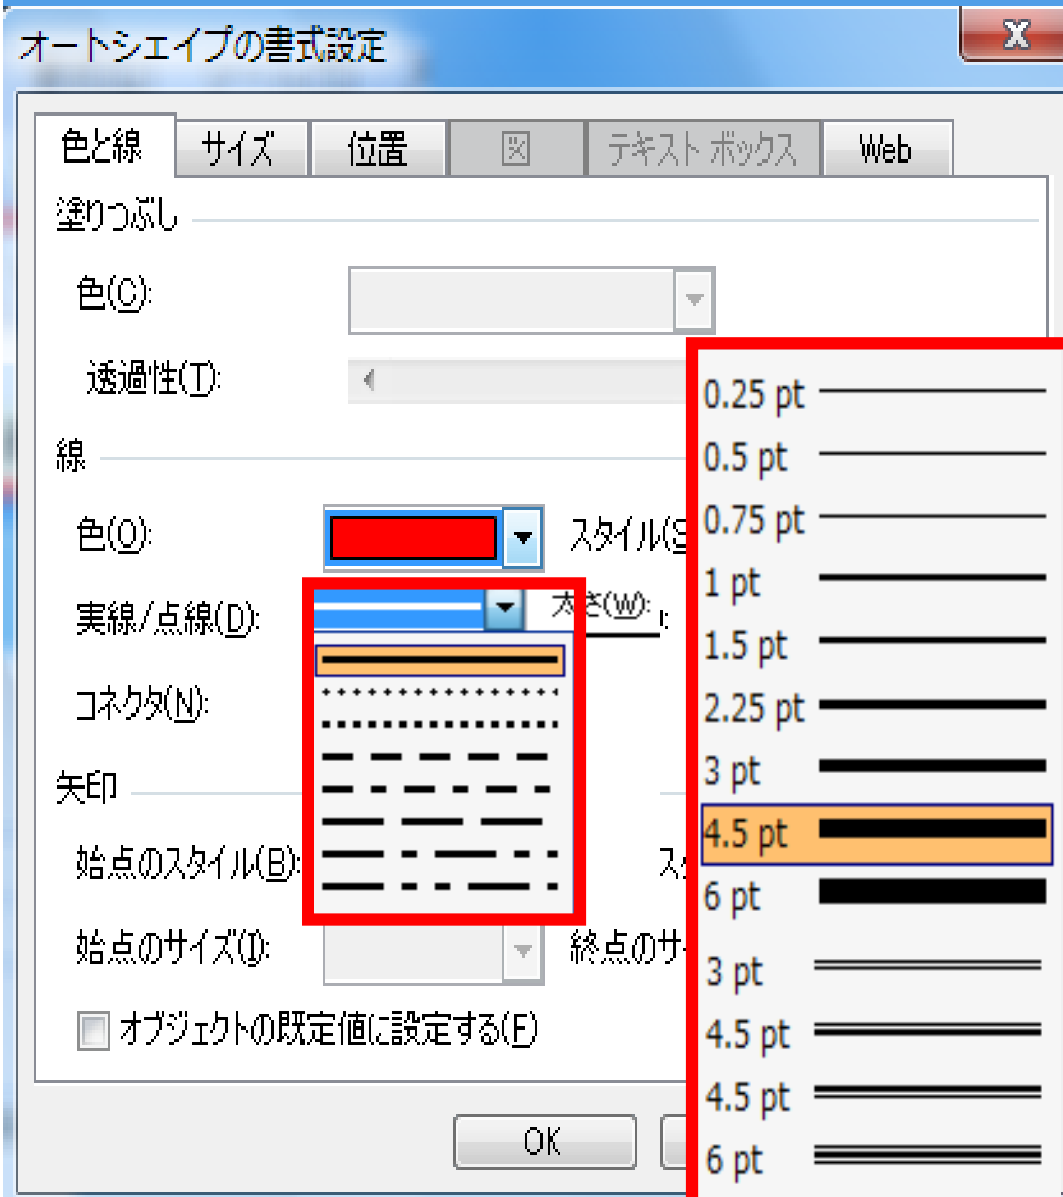 オートシェイプの書式設定
色と線 サイズ 位置 図 テキスト ボックス Web
塗りつぶし
色(C):
透過性(T):
線
色(O): スタイル(S
実線/点線(D): 太さ(W):
コネクタ(N):
矢印
始点のスタイル(B): スタ
始点のサイズ(I): 終点のサ
オブジェクトの既定値に設定する(F)
OK
0.25 pt
0.5 pt
0.75 pt
1 pt
1.5 pt
2.25 pt
3 pt
4.5 pt
6 pt
3 pt
4.5 pt
4.5 pt
6 pt